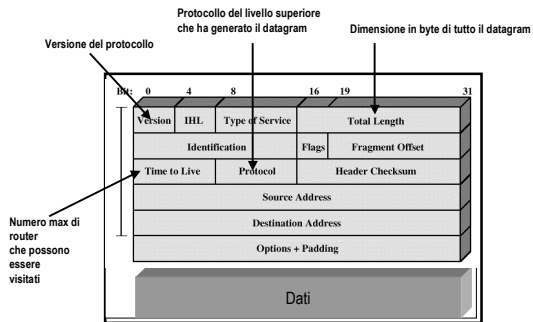 Protocollo del livello superiore
che ha generato il datagram
Dimensione in byte di tutto il datagram
Versione del protocollo
Bit: 0 4 8 16 19 31
Version IHL Type of Service Total Length
Identification Flags Fragment Offset
Time to Live Protocol Header Checksum
Source Address
Destination Address
Options + Padding
Numero max di
router
che possono
essere
visitati
Dati